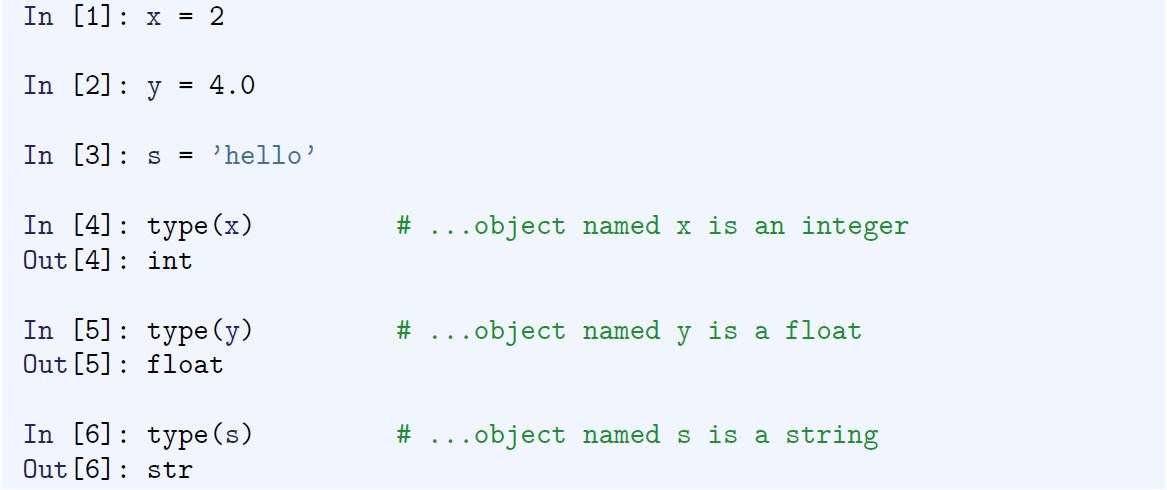 In [1]: x = 2
In [2]: y = 4.0
In [3]: s = ’hello’
In [4]: type(x) # ...object named x is an integer
Out[4]: int
In [5]: type(y) # ...object named y is a float
Out[5]: float
In [6]: type(s) # ...object named s is a string
Out[6]: str